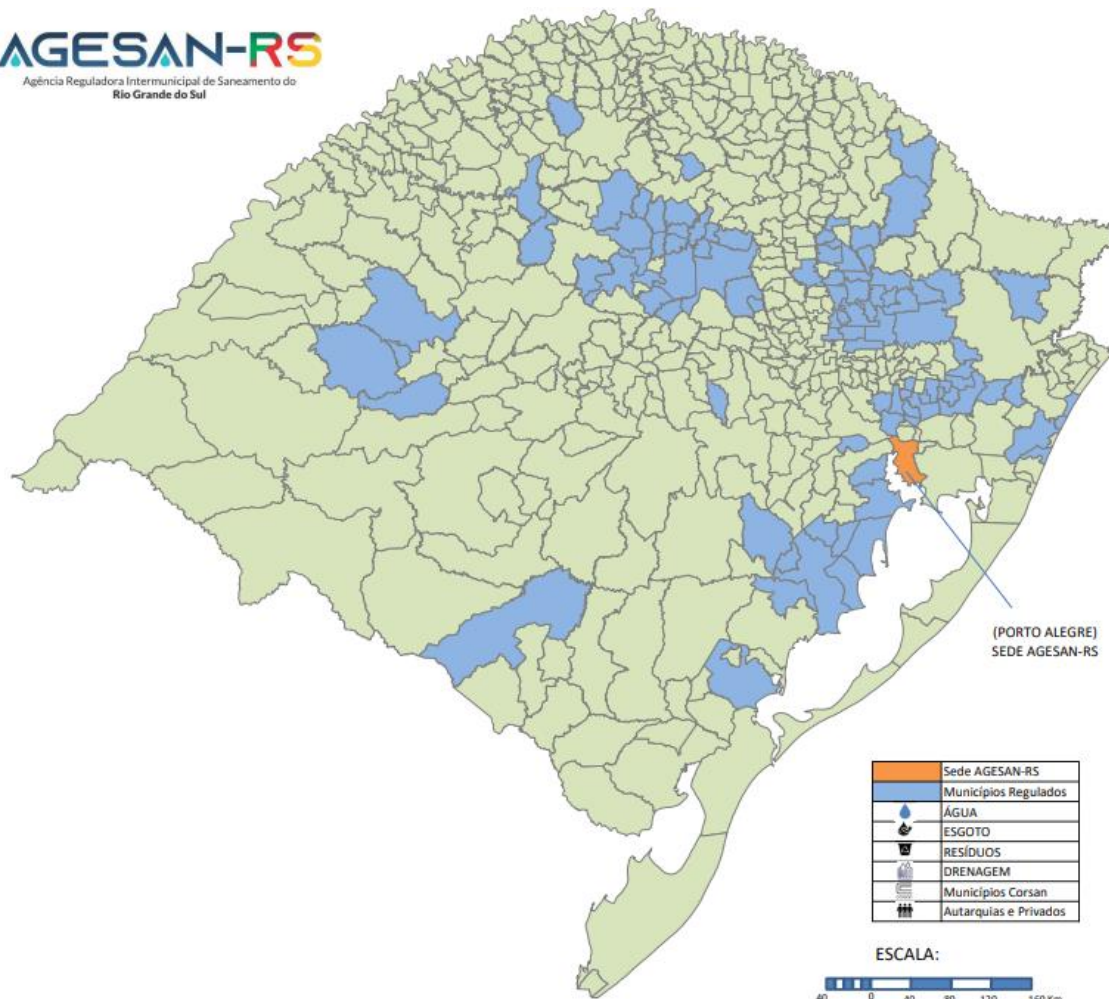 AGESAN-RS
Agência Reguladora Intermunicipal de Saneamento do
Rio Grande do Sul
(PORTO ALEGRE)
SEDE AGESAN-RS
Sede AGESAN-RS
Municípios Regulados
ÁGUA
ESGOTO
RESÍDUOS
DRENAGEM
Municípios Corsan
Autarquias e Privados
ESCALA:
40 0 40 80 120 160 Km